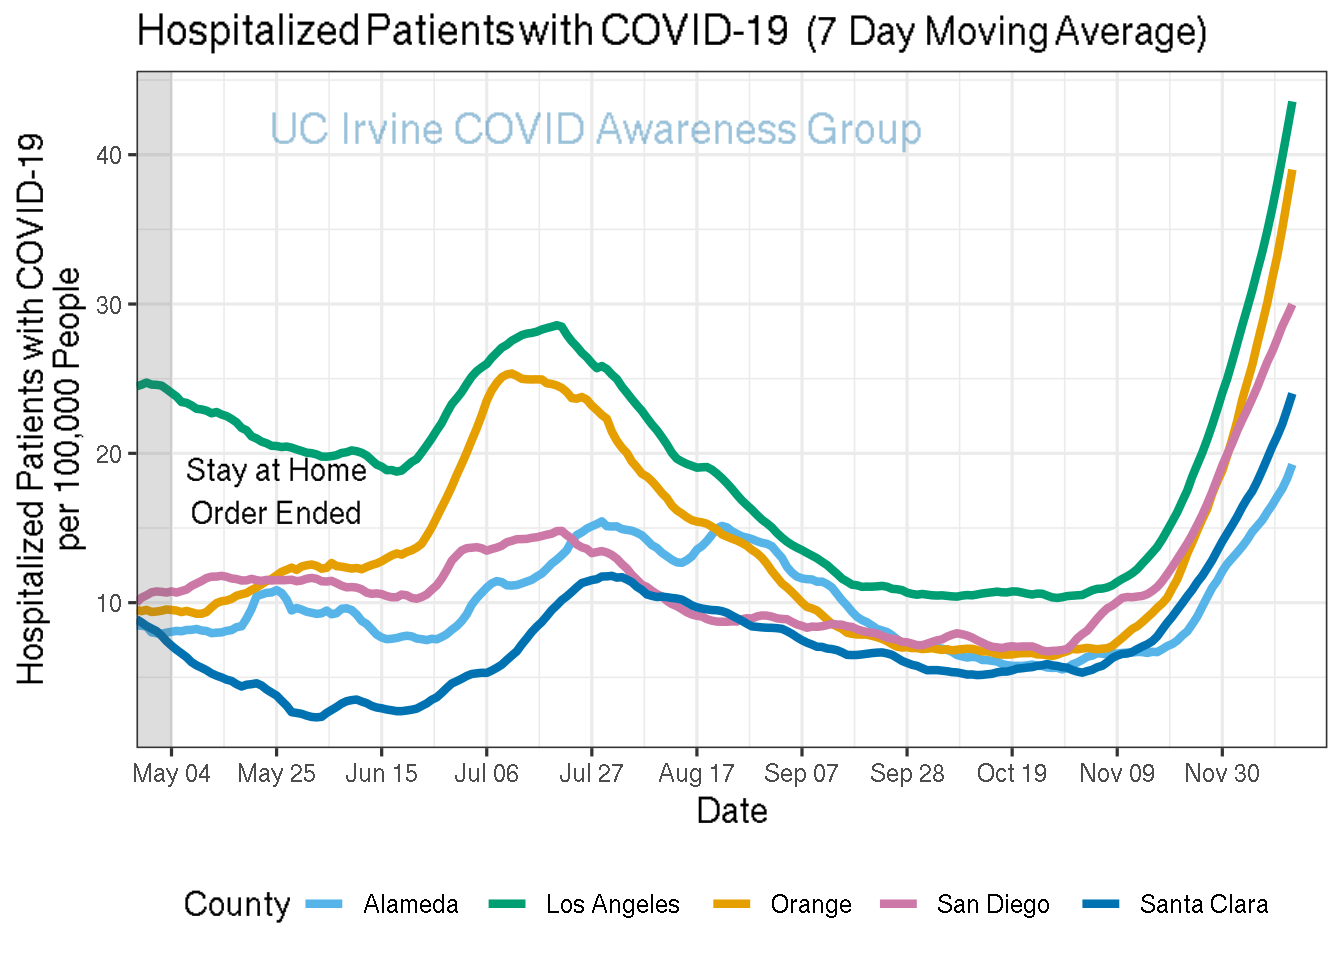 Hospitalized Patients with COVID-19 (7 Day Moving Average)
UC Irvine COVID Awareness Group
Hospitalized Patients with COVID-19
per 100,000 People
40
30
20
10
Stay at Home
Order Ended
May 04 May 25 Jun 15 Jul 06 Jul 27 Aug 17 Sep 07 Sep 28 Oct 19 Nov 09 Nov 30
Date
County Alameda Los Angeles Orange San Diego Santa Clara